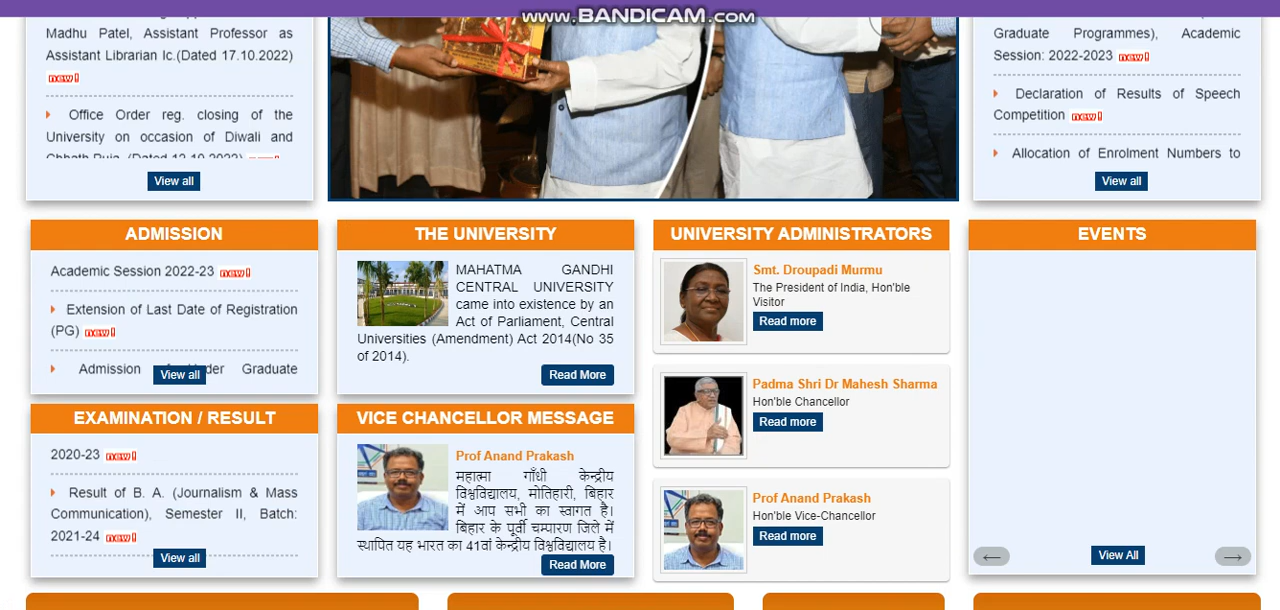 www.BANDICAM.com
Madhu Patel, Assistant Professor as
Assistant Librarian Ic.(Dated 17.10.2022)
new!
Office Order reg. closing of the
University on occasion of Diwali and
Chhath Puja. (Dated 12.10.2022)
View all
Graduate Programmes), Academic
Session: 2022-2023 new!
Declaration of Results of Speech
Competition new!
Allocation of Enrolment Numbers to
View all
ADMISSION
Academic Session 2022-23 new!
Extension of Last Date of Registration
(PG) new!
Admission Graduate
View all
EXAMINATION / RESULT
2020-23 new!
Result of B. A. (Journalism & Mass
Communication), Semester II, Batch:
2021-24 new!
View all
THE UNIVERSITY
MAHATMA GANDHI
CENTRAL UNIVERSITY
came into existence by an
Act of Parliament, Central
Universities (Amendment) Act 2014(No 35
of 2014).
Read More
VICE CHANCELLOR MESSAGE
Prof Anand Prakash
महात्मा गाँधी केन्द्रीय
विश्वविद्यालय, मोतिहारी, बिहार
में आप सभी का स्वागत है।
बिहार के पूर्वी चम्पारण जिले में
स्थापित यह भारत का 41वां केन्द्रीय विश्वविद्यालय है।
Read More
UNIVERSITY ADMINISTRATORS
Smt. Droupadi Murmu
The President of India, Hon'ble
Visitor
Read more
Padma Shri Dr Mahesh Sharma
Hon'ble Chancellor
Read more
Prof Anand Prakash
Hon'ble Vice-Chancellor
Read more
EVENTS
View All